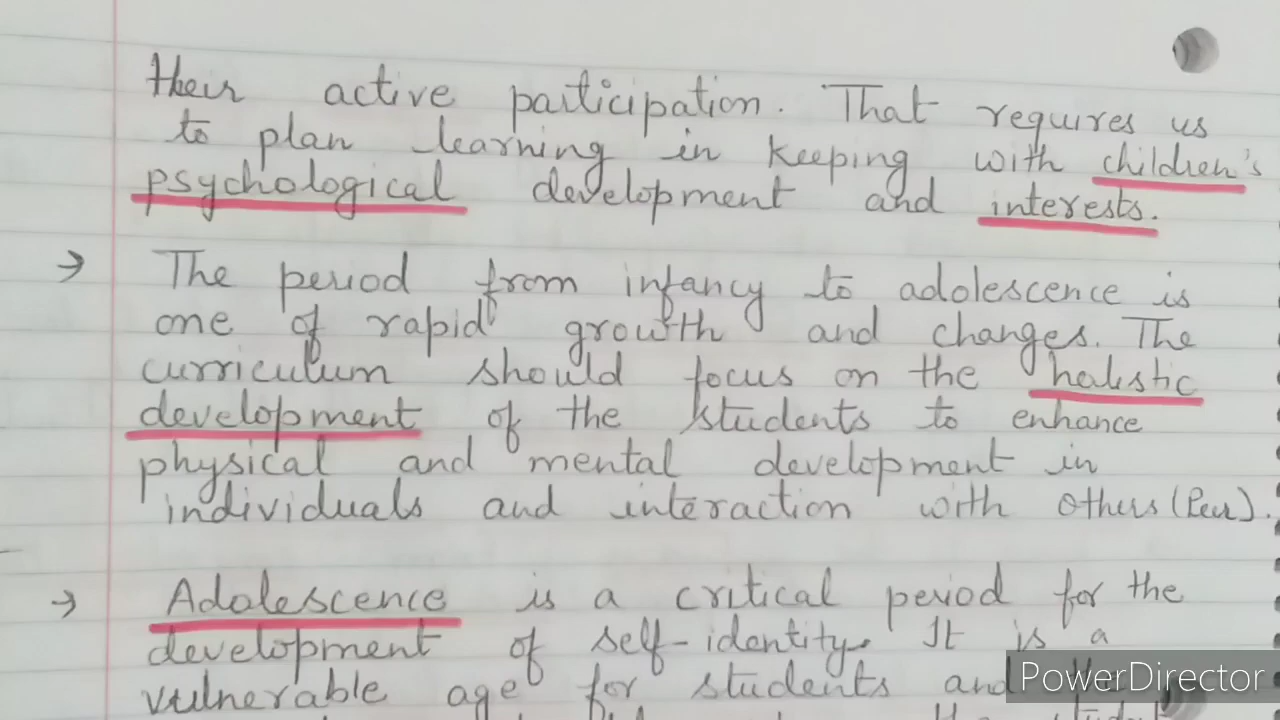 their active participation. That requires us
to plan learning in keeping with children's
psychological development and interests.
→ The period from infancy to adolescence is
one of rapid growth and changes. The
curriculum should focus on the holistic
development of the students to enhance
physical and mental development in
individuals and interaction with others (Peer).
→ Adolescence is a critical period for the
development of self-identity. It is a
vulnerable age for students and
PowerDirector